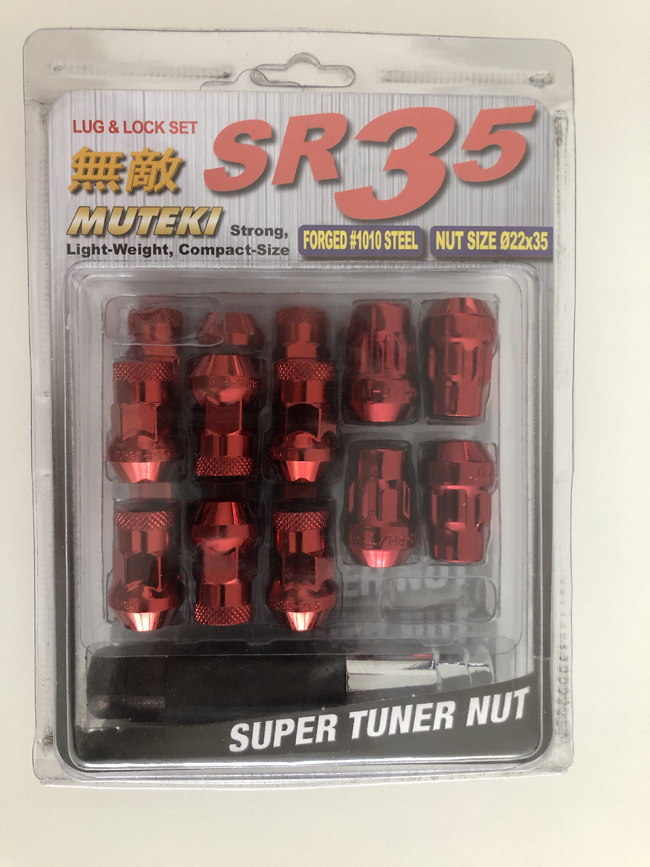 LUG & LOCK SET
SR35
無敵
MUTEKI Strong,
Light-Weight, Compact-Size
FORGED #1010 STEEL
NUT SIZE Ø22x35
SUPER TUNER NUT